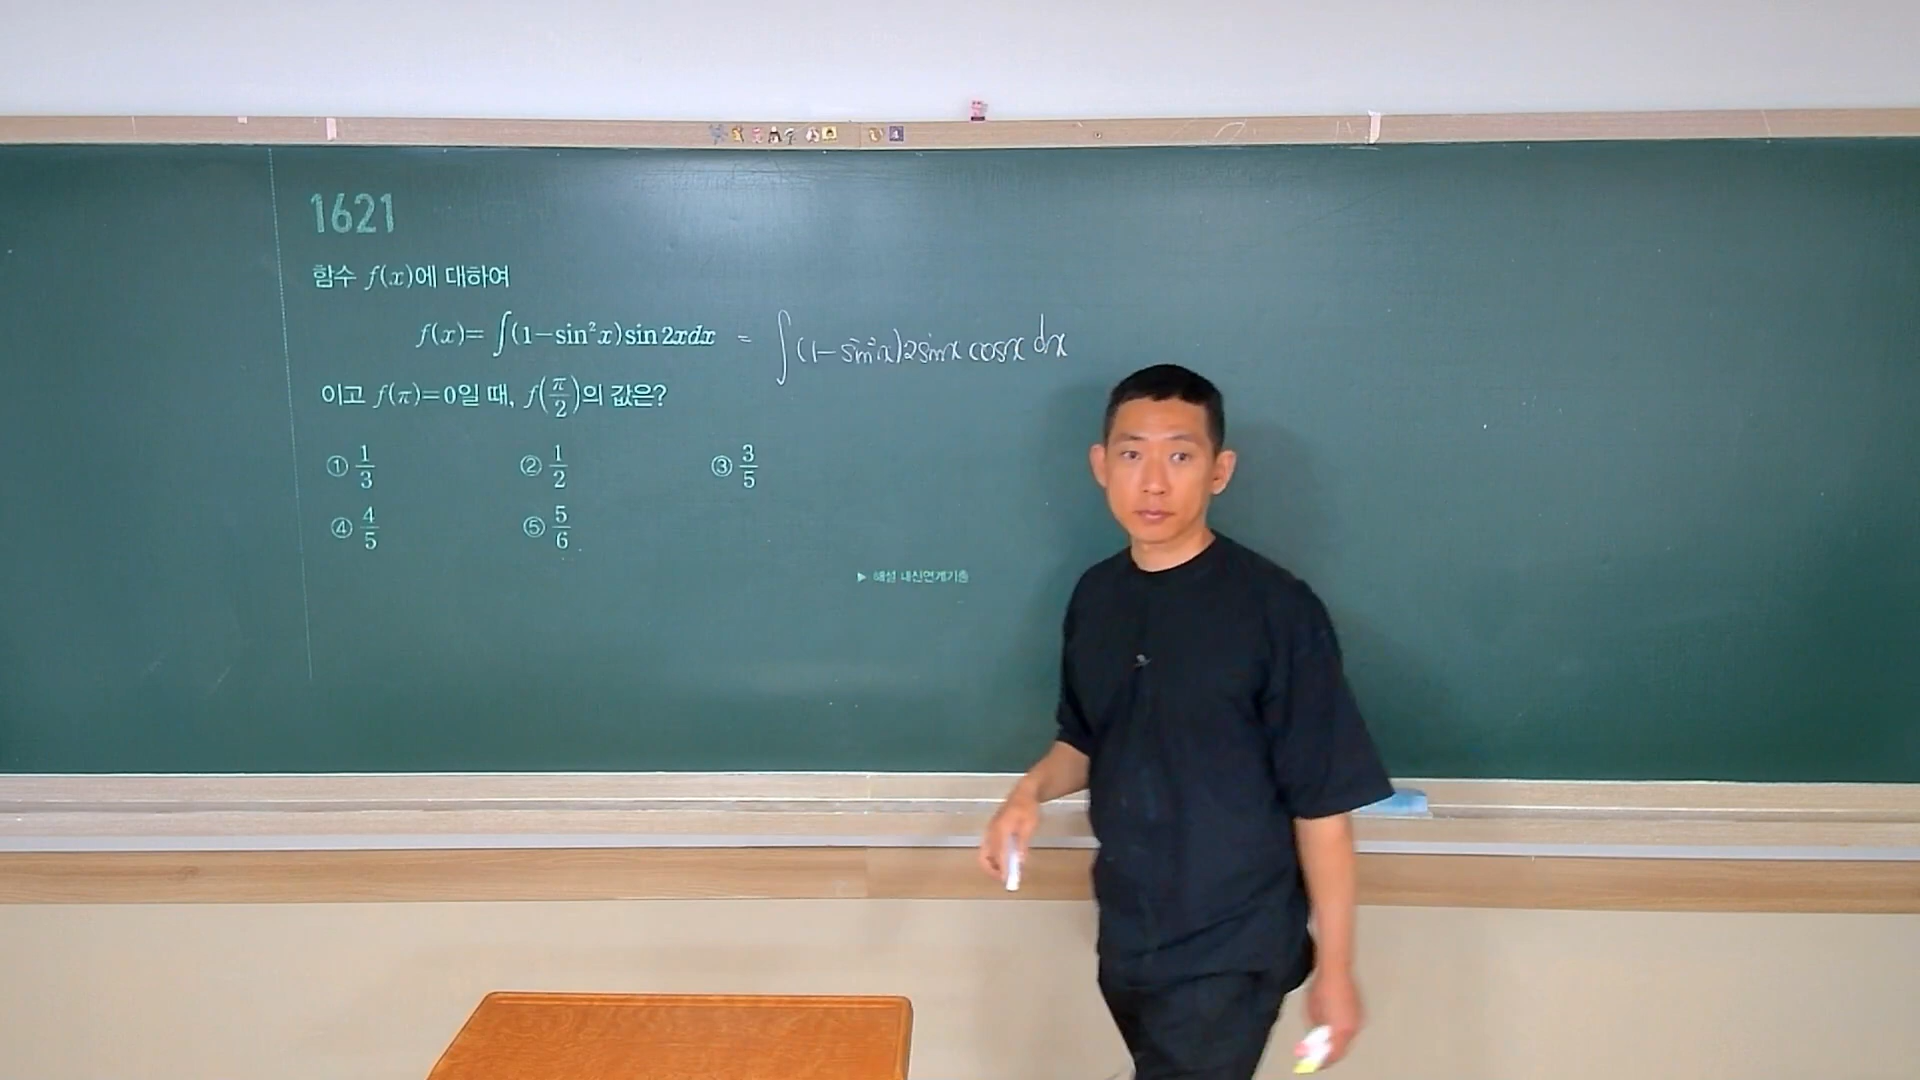 1621
함수 f(x)에 대하여
f(x)=∫(1−sin²x)sin2xdx = ∫(1−sin²x)2sinx cosx dx
이고 f(π)=0일 때, f(π/2)의 값은?
① 1/3 ② 1/2 ③ 3/5
④ 4/5 ⑤ 5/6
▶ 해설 내신연계기출